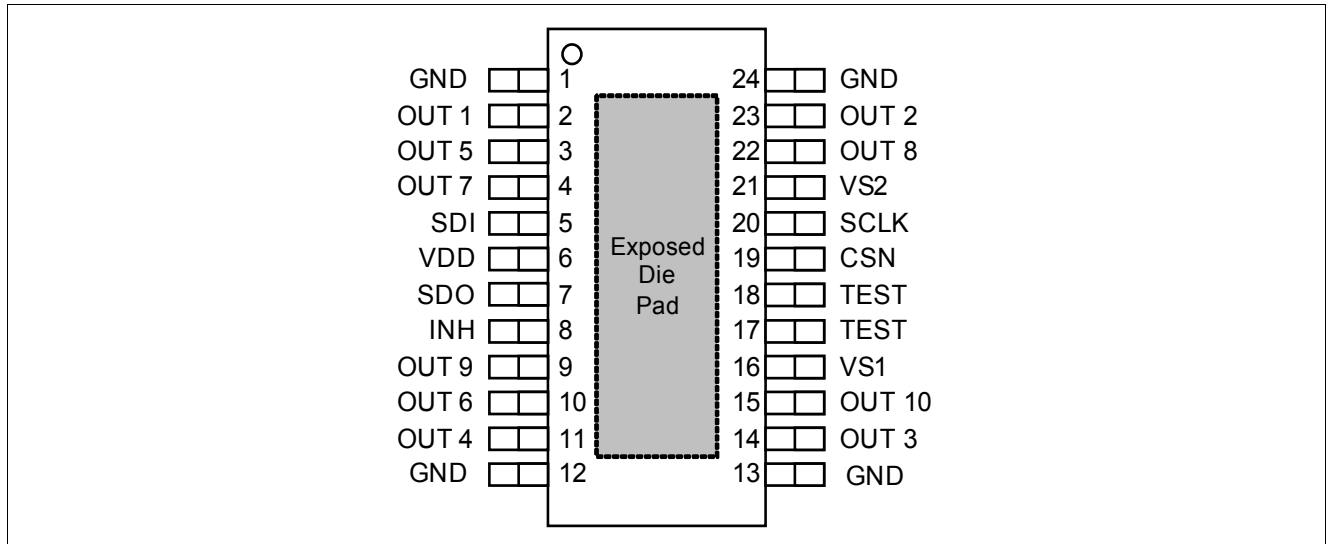 GND 1 24 GND
OUT 1 2 23 OUT 2
OUT 5 3 22 OUT 8
OUT 7 4 21 VS2
SDI 5 20 SCLK
VDD 6 19 CSN
SDO 7 18 TEST
INH 8 17 TEST
OUT 9 9 16 VS1
OUT 6 10 15 OUT 10
OUT 4 11 14 OUT 3
GND 12 13 GND
Exposed
Die
Pad